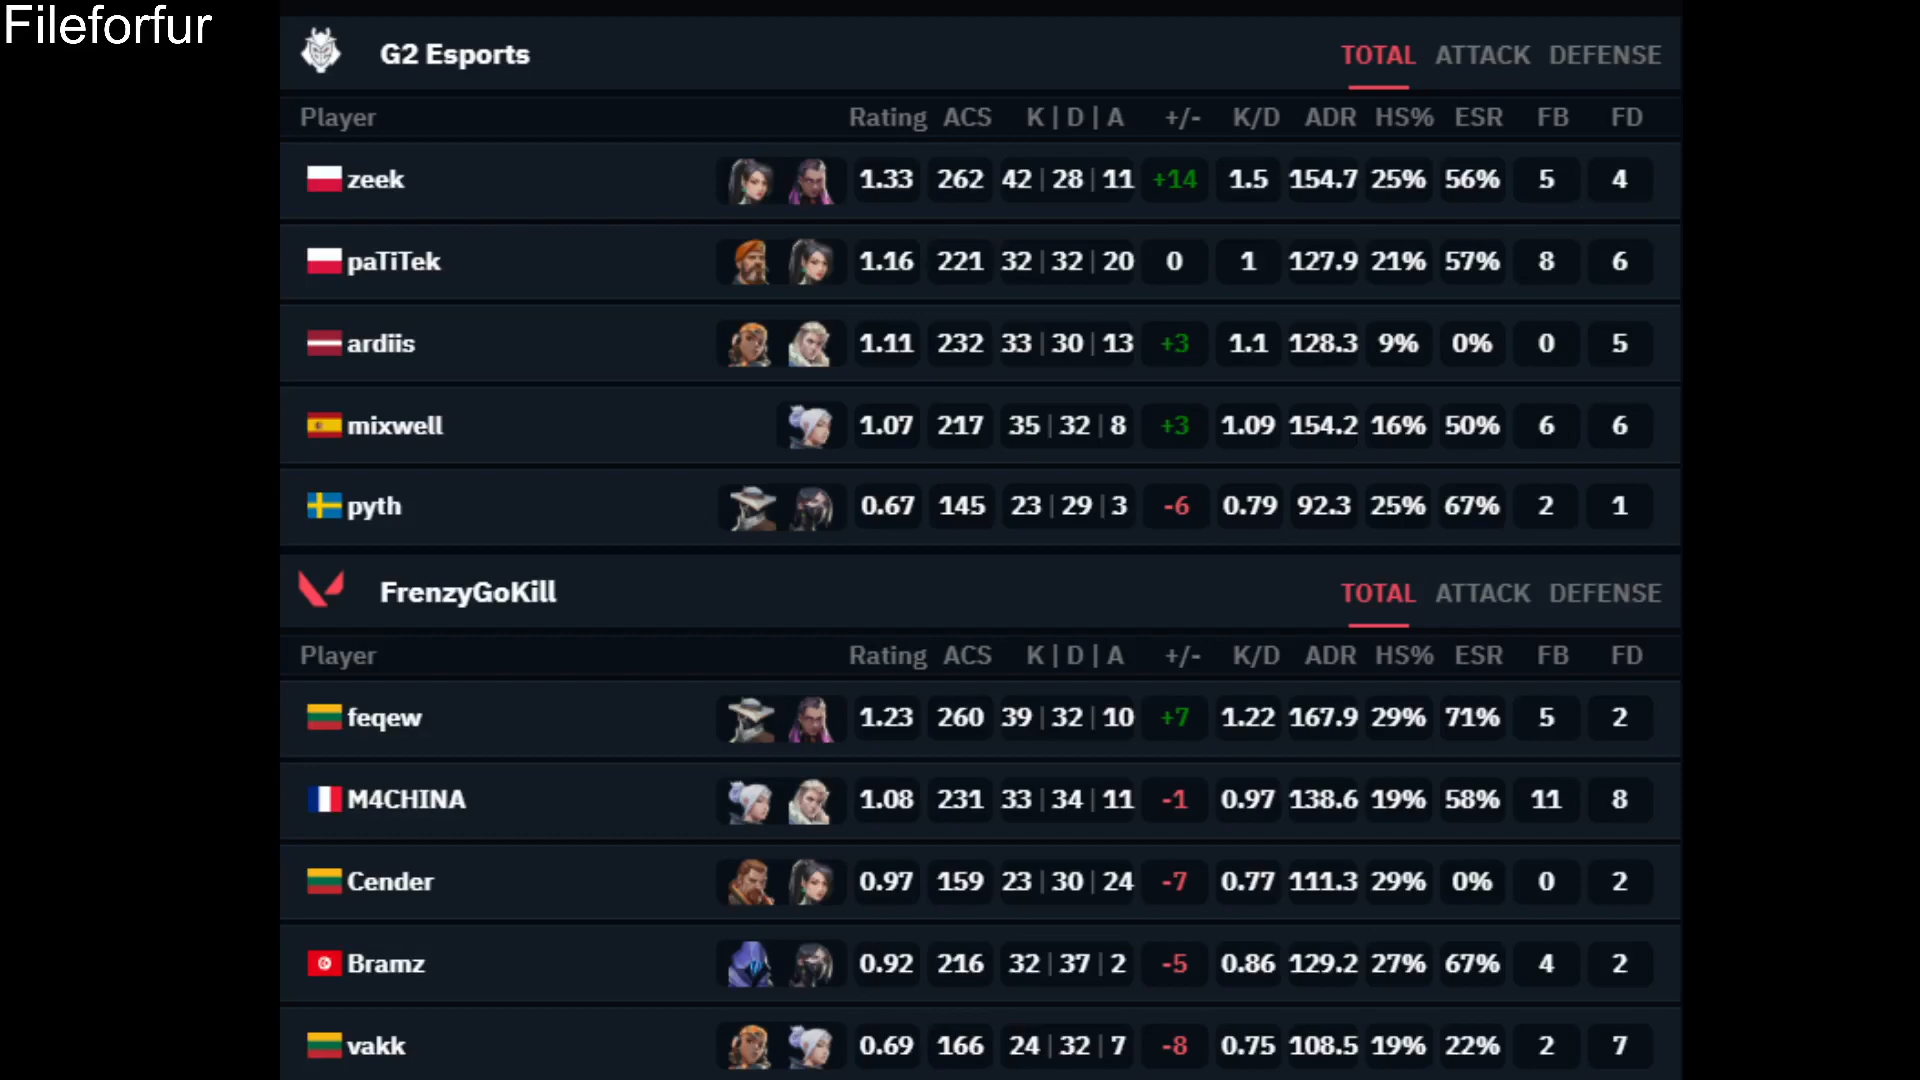 Fileforfur
G2 Esports TOTAL ATTACK DEFENSE
Player Rating ACS K | D | A +/- K/D ADR HS% ESR FB FD
zeek 1.33 262 42 | 28 | 11 +14 1.5 154.7 25% 56% 5 4
paTiTek 1.16 221 32 | 32 | 20 0 1 127.9 21% 57% 8 6
ardiis 1.11 232 33 | 30 | 13 +3 1.1 128.3 9% 0% 0 5
mixwell 1.07 217 35 | 32 | 8 +3 1.09 154.2 16% 50% 6 6
pyth 0.67 145 23 | 29 | 3 -6 0.79 92.3 25% 67% 2 1
FrenzyGoKill TOTAL ATTACK DEFENSE
Player Rating ACS K | D | A +/- K/D ADR HS% ESR FB FD
feqew 1.23 260 39 | 32 | 10 +7 1.22 167.9 29% 71% 5 2
M4CHINA 1.08 231 33 | 34 | 11 -1 0.97 138.6 19% 58% 11 8
Cender 0.97 159 23 | 30 | 24 -7 0.77 111.3 29% 0% 0 2
Bramz 0.92 216 32 | 37 | 2 -5 0.86 129.2 27% 67% 4 2
vakk 0.69 166 24 | 32 | 7 -8 0.75 108.5 19% 22% 2 7